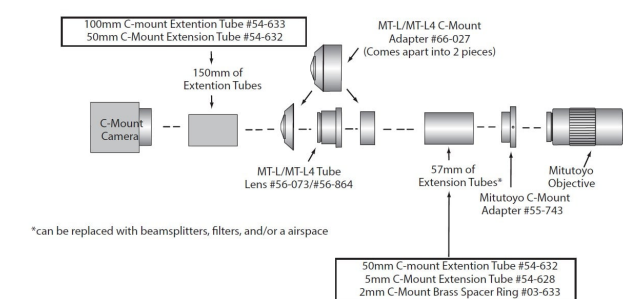 100mm C-mount Extention Tube #54-633
50mm C-Mount Extension Tube #54-632
MT-L/MT-L4 C-Mount
Adapter #66-027
(Comes apart into 2 pieces)
150mm of
Extention Tubes
C-Mount
Camera
MT-L/MT-L4 Tube
Lens #56-073/#56-864
57mm of
Extension Tubes*
Mitutoyo
Objective
Mitutoyo C-Mount
Adapter #55-743
*can be replaced with beamsplitters, filters, and/or a airspace
50mm C-mount Extention Tube #54-632
5mm C-Mount Extension Tube #54-628
2mm C-Mount Brass Spacer Ring #03-633